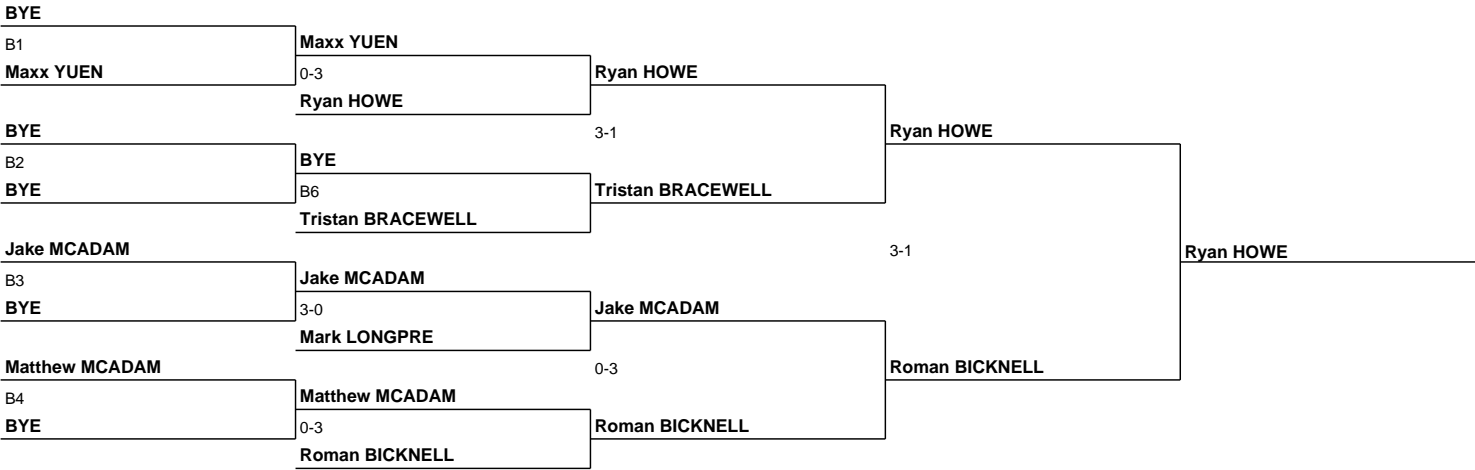 BYE
B1
Maxx YUEN
Maxx YUEN
0-3
Ryan HOWE
Ryan HOWE
BYE
B2
BYE
BYE
B6
Tristan BRACEWELL
3-1
Tristan BRACEWELL
Ryan HOWE
Jake MCADAM
B3
BYE
Jake MCADAM
3-0
Mark LONGPRE
Jake MCADAM
Matthew MCADAM
B4
BYE
Matthew MCADAM
0-3
Roman BICKNELL
0-3
Roman BICKNELL
3-1
Roman BICKNELL
Ryan HOWE